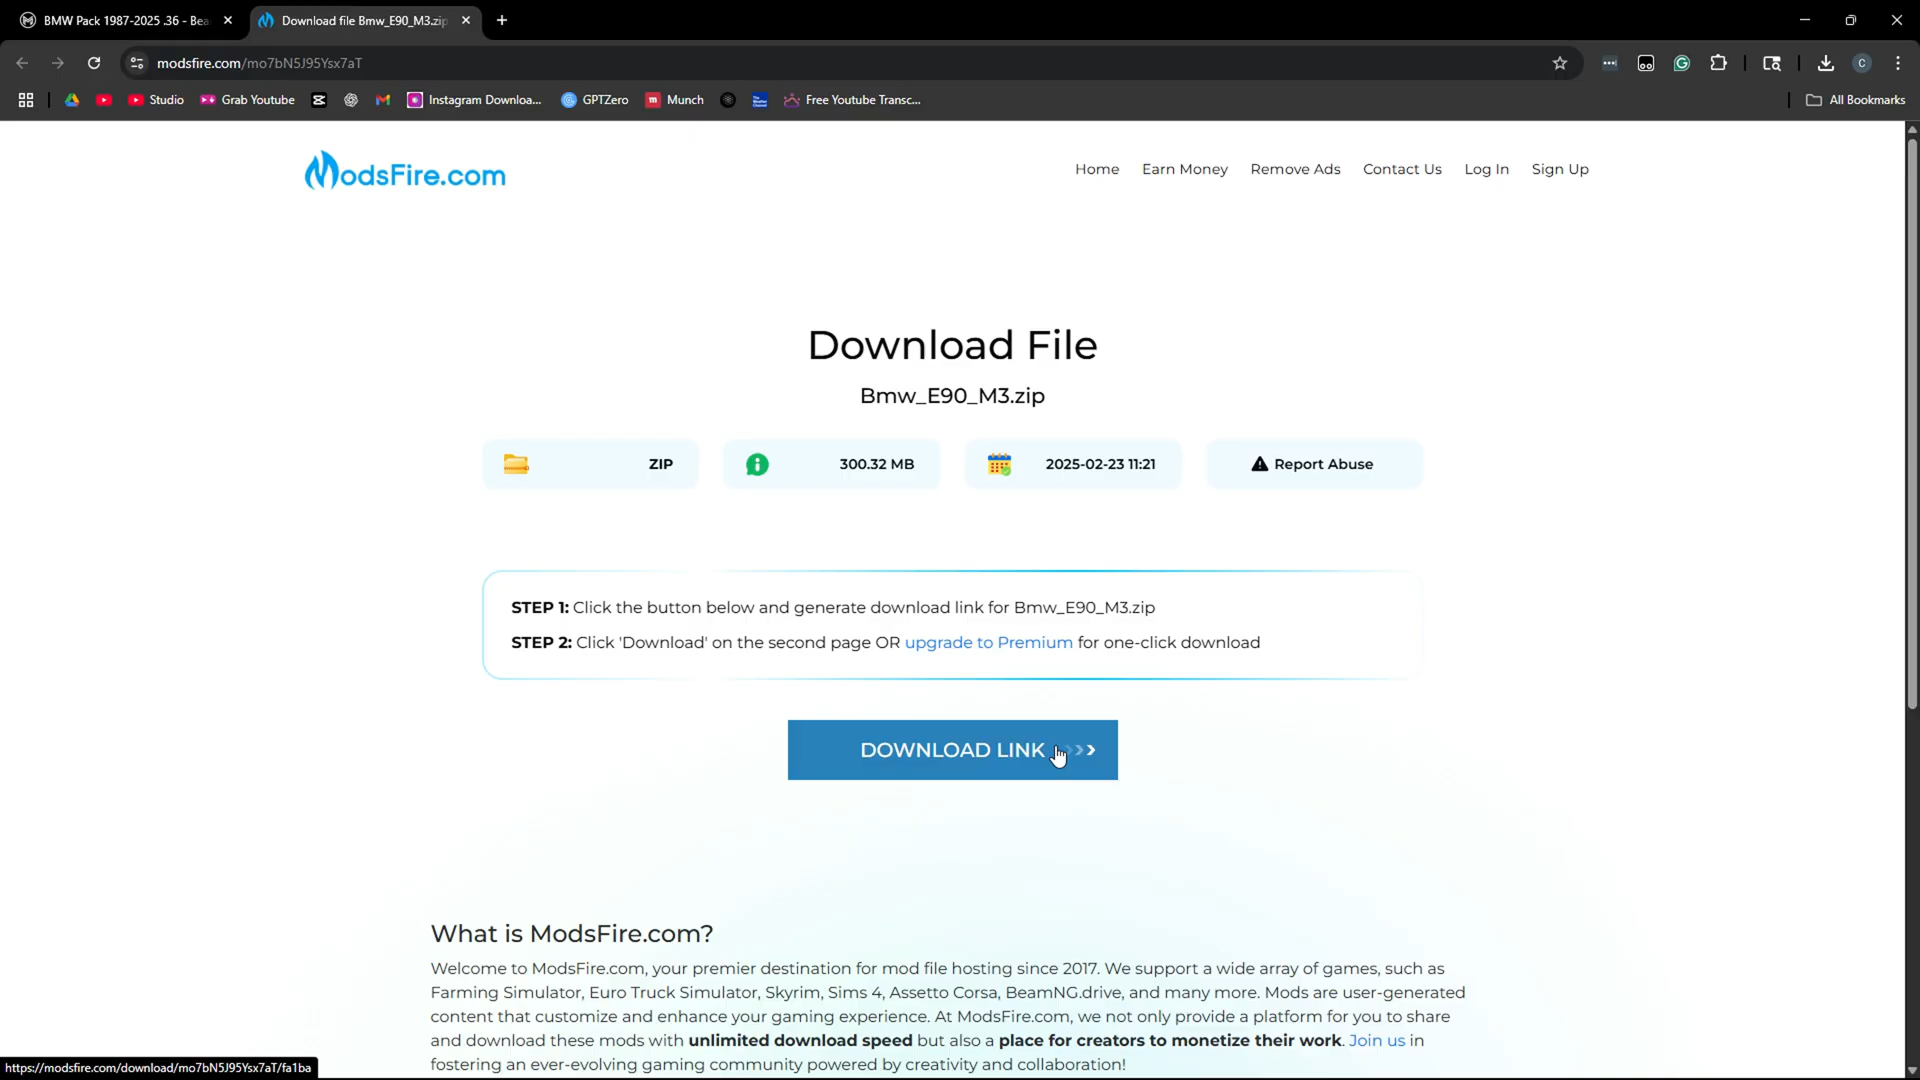 BMW Pack 1987-2025 .36 - Bea
Download file Bmw_E90_M3.zip
modsfire.com/mo7bN5J95Ysx7aT
Studio
Grab Youtube
Instagram Downloa...
GPTZero
Munch
Free Youtube Transc...
All Bookmarks
ModsFire.com
Home
Earn Money
Remove Ads
Contact Us
Log In
Sign Up
Download File
Bmw_E90_M3.zip
ZIP
300.32 MB
2025-02-23 11:21
Report Abuse
STEP 1: Click the button below and generate download link for Bmw_E90_M3.zip
STEP 2: Click 'Download' on the second page OR upgrade to Premium for one-click download
DOWNLOAD LINK
What is ModsFire.com?
Welcome to ModsFire.com, your premier destination for mod file hosting since 2017. We support a wide array of games, such as
Farming Simulator, Euro Truck Simulator, Skyrim, Sims 4, Assetto Corsa, BeamNG.drive, and many more. Mods are user-generated
content that customize and enhance your gaming experience. At ModsFire.com, we not only provide a platform for you to share
and download these mods with unlimited download speed but also a place for creators to monetize their work. Join us in
fostering an ever-evolving gaming community powered by creativity and collaboration!
https://modsfire.com/download/mo7bN5J95Ysx7aT/fa1ba